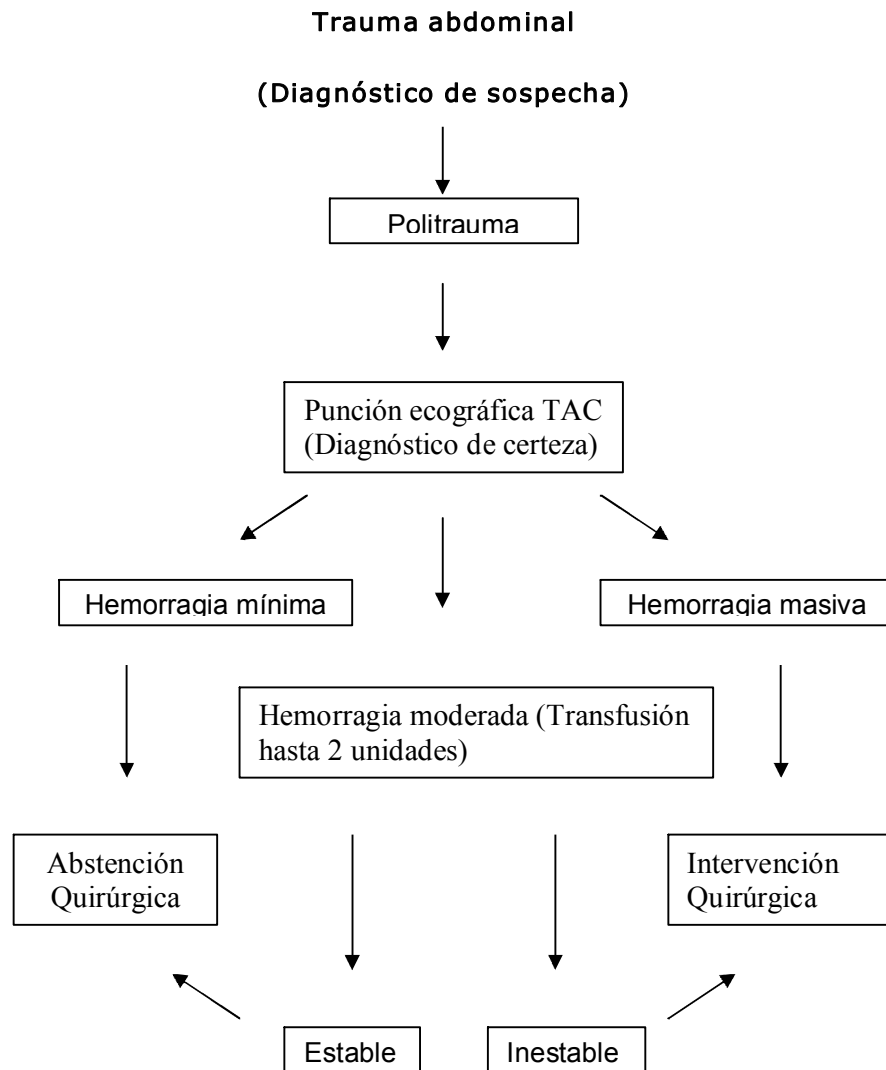 Trauma abdominal
(Diagnóstico de sospecha)
Politrauma
Punción ecográfica TAC
(Diagnóstico de certeza)
Hemorragia mínima
Hemorragia masiva
Hemorragia moderada (Transfusión
hasta 2 unidades)
Abstención
Quirúrgica
Intervención
Quirúrgica
Estable
Inestable